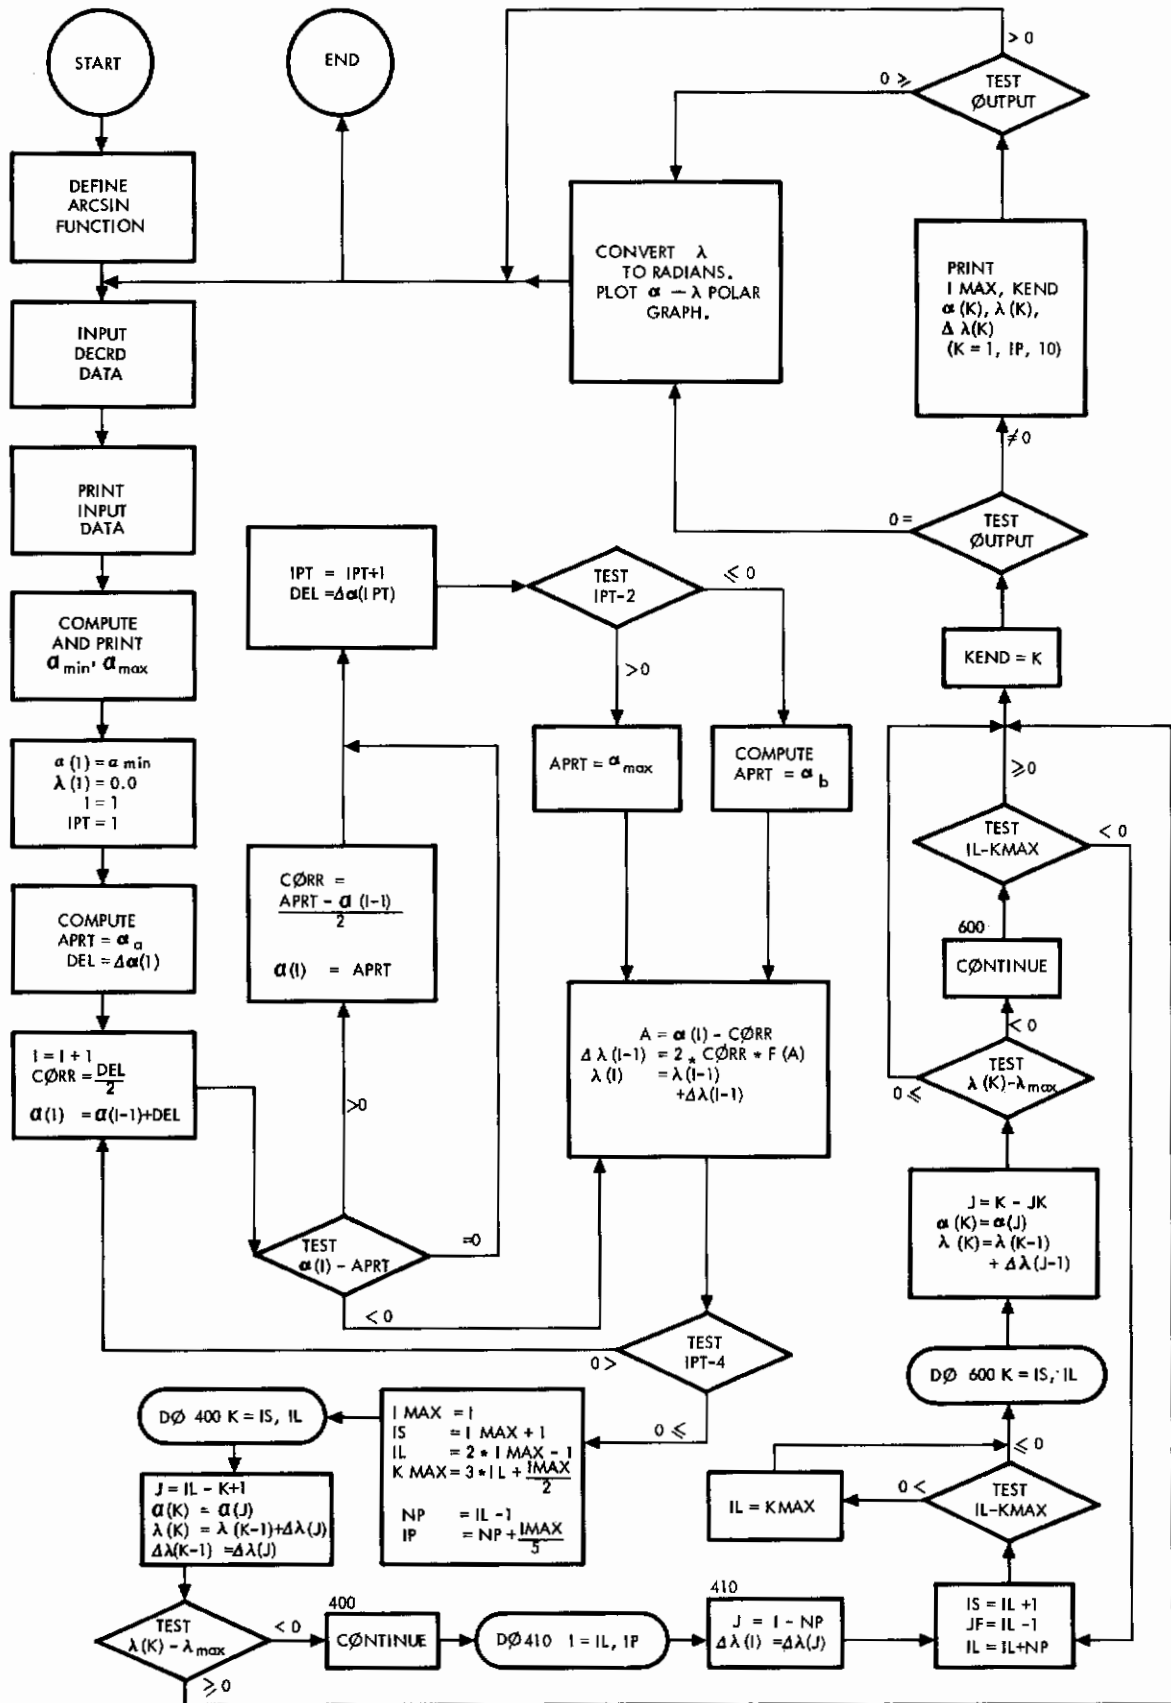 START
END
DEFINE
ARCSIN
FUNCTION
INPUT
DECRD
DATA
PRINT
INPUT
DATA
COMPUTE
AND PRINT
α min, α max
α (1) = α min
λ (1) = 0.0
I = 1
IPT = 1
COMPUTE
APRT = α a
DEL = Δα(1)
I = I + 1
CØRR = DEL
2
α(I) = α(I-1)+DEL
IPT = IPT+1
DEL =Δα(IPT)
CØRR =
APRT - α (I-1)
2
α(I) = APRT
>0
TEST
α(I) - APRT
=0
< 0
TEST
IPT-2
≤ 0
>0
APRT = α max
COMPUTE
APRT = α b
A = α (I) - CØRR
Δ λ (I-1) = 2 * CØRR * F (A)
λ (I) = λ(I-1)
+Δλ(I-1)
TEST
IPT-4
0 >
0 ≤
I MAX = I
IS = I MAX + 1
IL = 2 * I MAX - 1
K MAX = 3 * IL + IMAX
2
NP = IL -1
IP = NP + IMAX
5
DØ 400 K = IS, IL
J = IL - K+1
α(K) = α(J)
λ(K) = λ (K-1)+Δλ(J)
Δλ(K-1) =Δλ(J)
TEST
λ(K) - λ max
< 0
≥0
400
CØNTINUE
DØ410 I = IL, IP
410
J = I - NP
Δλ(I) =Δλ(J)
IS = IL +1
JF= IL -1
IL = IL+NP
TEST
IL-KMAX
0 <
≤ 0
IL = KMAX
DØ 600 K = IS, IL
J = K - JK
α (K)= α(J)
λ (K)= λ(K-1)
+ Δλ(J-1)
TEST
λ (K)-λ max
0 ≤
< 0
600
CØNTINUE
TEST
IL-KMAX
< 0
≥0
KEND = K
TEST
ØUTPUT
0 =
≠0
PRINT
I MAX, KEND
α (K), λ (K),
Δ λ(K)
(K = 1, IP, 10)
TEST
ØUTPUT
0 ≥
> 0
CONVERT λ
TO RADIANS.
PLOT α - λ POLAR
GRAPH.